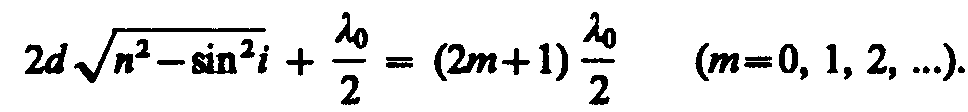 2d √(n² − sin²i) + λ₀/2 = (2m+1) λ₀/2 (m=0, 1, 2, ...).